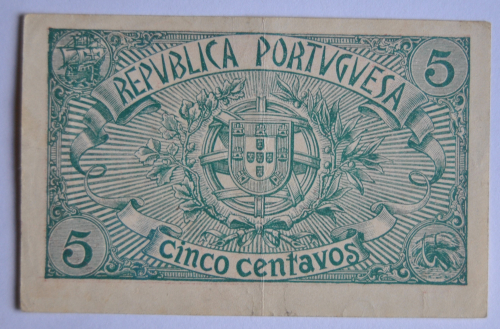 REPVBLICA PORTVGVESA
5
5
CINCO CENTAVOS